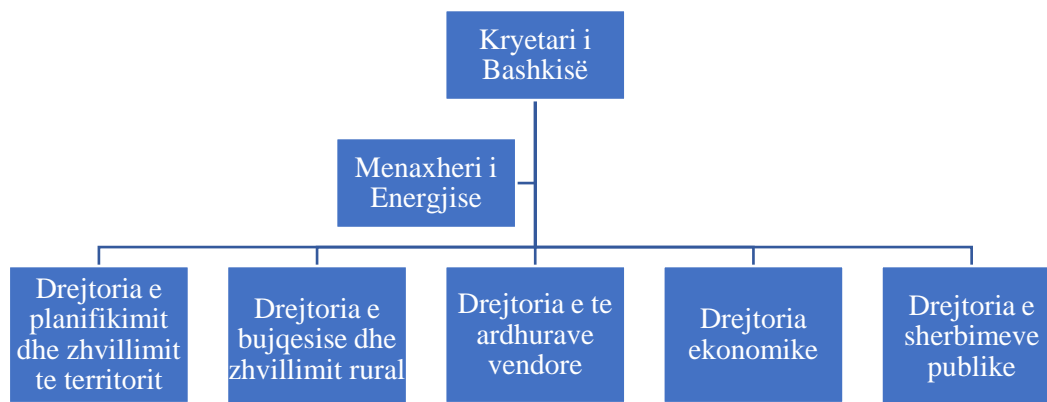 Kryetari i
Bashkisë
Menaxheri i
Energjise
Drejtoria e
planifikimit
dhe zhvillimit
te territorit
Drejtoria e
bujqesise dhe
zhvillimit rural
Drejtoria e te
ardhurave
vendore
Drejtoria
ekonomike
Drejtoria e
sherbimeve
publike